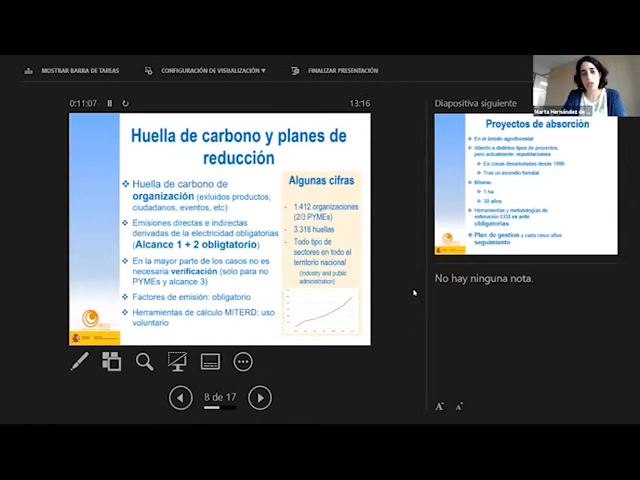 MOSTRAR BARRA DE TAREAS
CONFIGURACIÓN DE VISUALIZACIÓN ▾
FINALIZAR PRESENTACIÓN
Marta Hernández de
0:11:07
13:16
Huella de carbono y planes de
reducción
Huella de carbono de
organización (exluidos productos,
ciudadanos, eventos, etc)
Emisiones directas e indirectas
derivadas de la electricidad obligatorias
(Alcance 1 + 2 obligtatorio)
En la mayor parte de los casos no es
necesaria verificación (solo para no
PYMEs y alcance 3)
Factores de emisión: obligatorio
Herramientas de cálculo MITERD: uso
voluntario
Algunas cifras
- 1.412 organizaciones
(2/3 PYMEs)
- 3.318 huellas
- Todo tipo de
sectores en todo el
territorio nacional
(Industry and public
administration)
8 de 17
Diapositiva siguiente
Proyectos de absorción
En el ámbito agroforestal
Abierto a distintos tipos de proyectos,
pero actualmente: repoblaciones
En zonas desarboladas desde 1990
Tras un incendio forestal
Mínimo
1 ha
30 años
Herramientas y metodologías de
estimación CO2 ex ante
obligatorias
Plan de gestión y cada cinco años
seguimiento
No hay ninguna nota.
A A